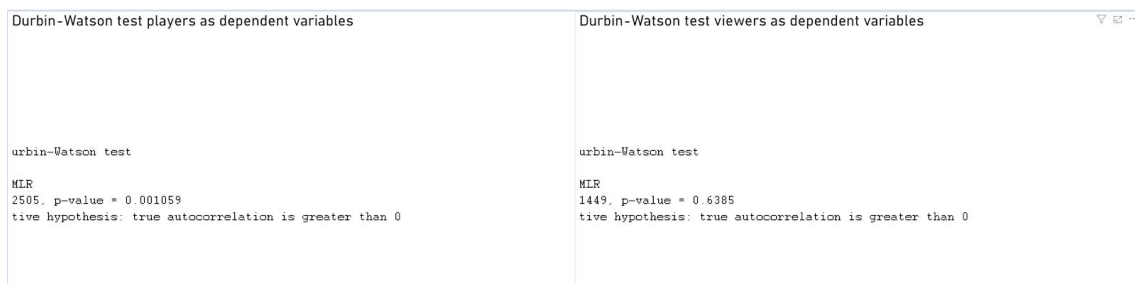 Durbin-Watson test players as dependent variables
urbin-Watson test
MLR
2505, p-value = 0.001059
tive hypothesis: true autocorrelation is greater than 0
Durbin-Watson test viewers as dependent variables
urbin-Watson test
MLR
1449, p-value = 0.6385
tive hypothesis: true autocorrelation is greater than 0